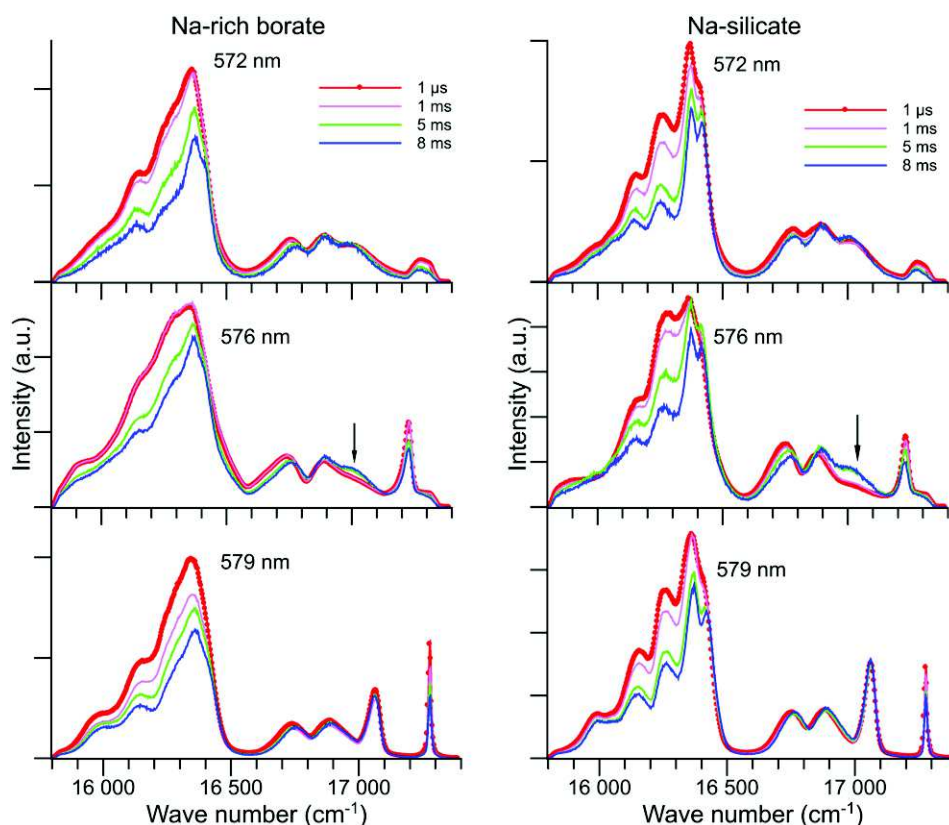 Na-rich borate
572 nm
1 µs
1 ms
5 ms
8 ms
576 nm
579 nm
Intensity (a.u.)
16 000
16 500
17 000
Wave number (cm⁻¹)
Na-silicate
572 nm
1 µs
1 ms
5 ms
8 ms
576 nm
579 nm
Intensity (a.u.)
16 000
16 500
17 000
Wave number (cm⁻¹)